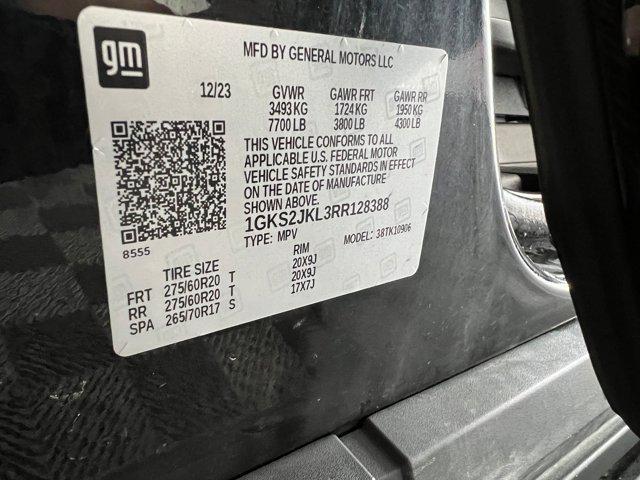 gm
MFD BY GENERAL MOTORS LLC
12/23 GVWR GAWR FRT GAWR RR
3493 KG 1724 KG 1950 KG
7700 LB 3800 LB 4300 LB
THIS VEHICLE CONFORMS TO ALL
APPLICABLE U.S. FEDERAL MOTOR
VEHICLE SAFETY STANDARDS IN EFFECT
ON THE DATE OF MANUFACTURE
SHOWN ABOVE.
1GKS2JKL3RR128388
8555
TYPE: MPV MODEL: 38TK10906
TIRE SIZE RIM
FRT 275/60R20 T 20X9J
RR 275/60R20 T 20X9J
SPA 265/70R17 S 17X7J